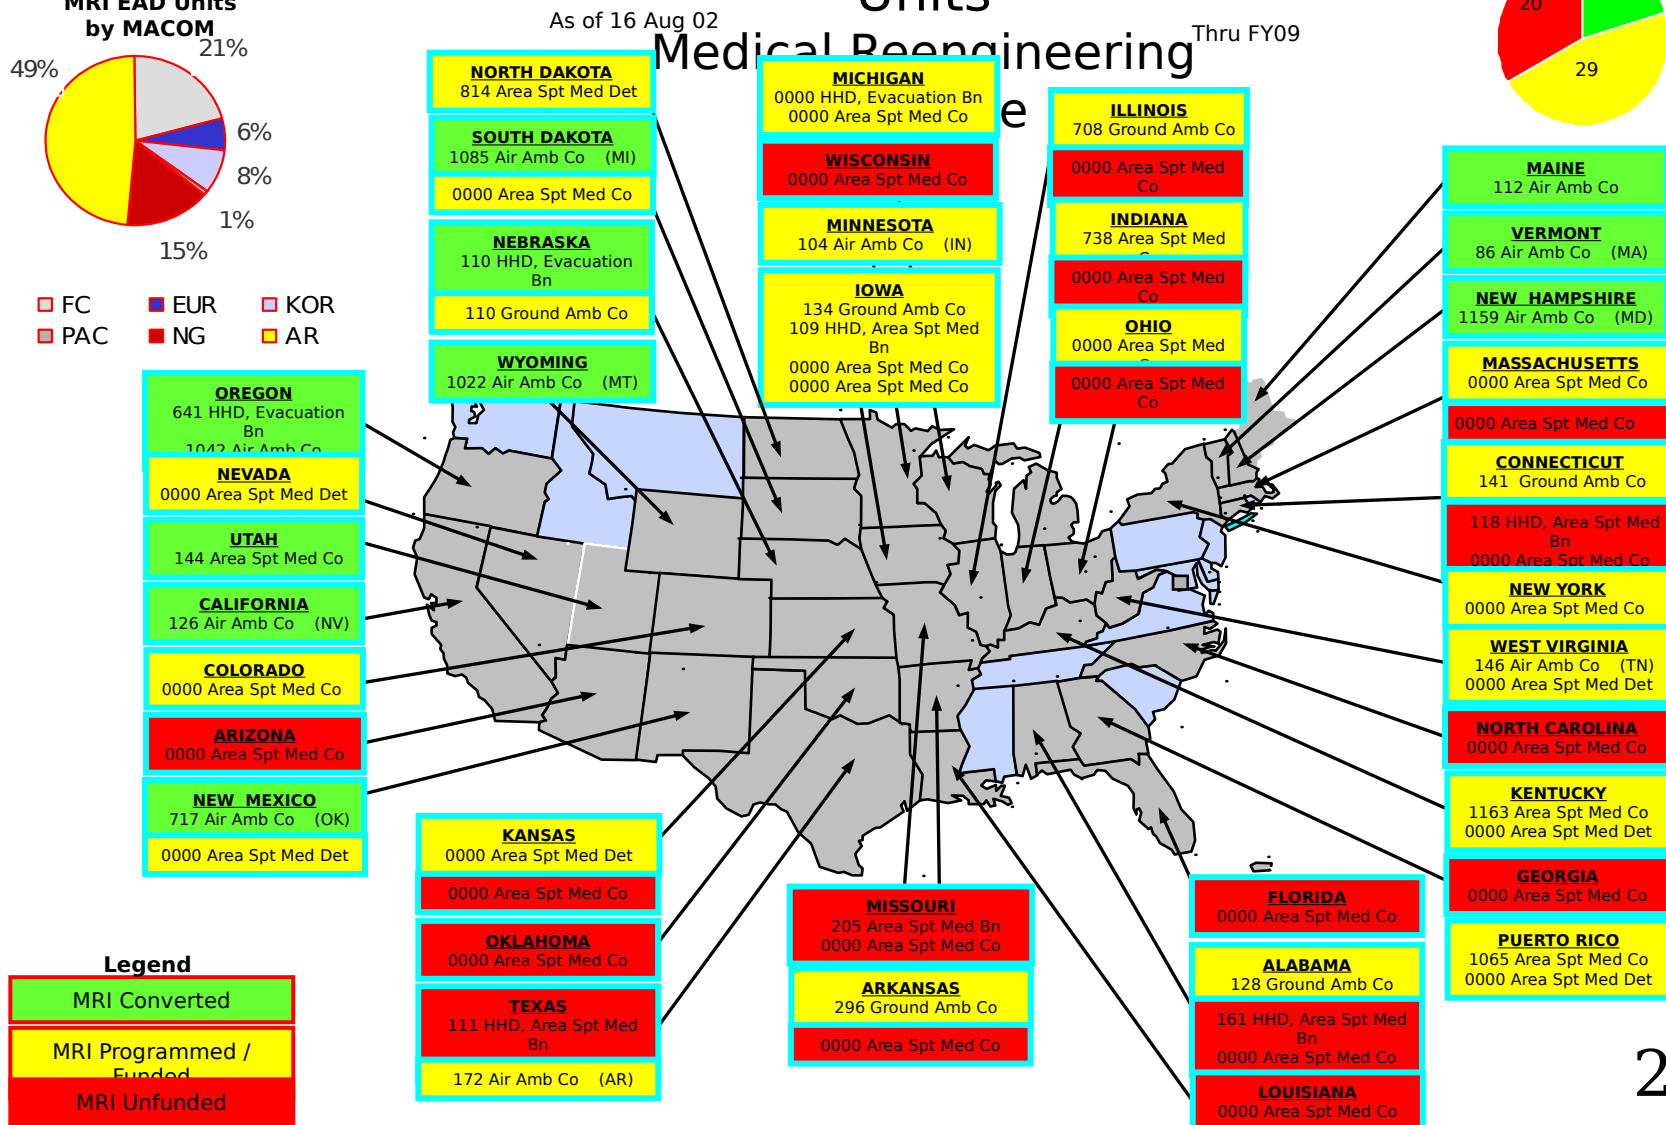 MRI EAD Units
by MACOM
49%
21%
6%
8%
1%
15%
FC
EUR
KOR
PAC
NG
AR
As of 16 Aug 02
Units
Medical Reengineering
e
Thru FY09
20
29
NORTH DAKOTA
814 Area Spt Med Det
SOUTH DAKOTA
1085 Air Amb Co (MI)
0000 Area Spt Med Co
NEBRASKA
110 HHD, Evacuation
Bn
110 Ground Amb Co
WYOMING
1022 Air Amb Co (MT)
MICHIGAN
0000 HHD, Evacuation Bn
0000 Area Spt Med Co
WISCONSIN
0000 Area Spt Med Co
MINNESOTA
104 Air Amb Co (IN)
IOWA
134 Ground Amb Co
109 HHD, Area Spt Med
Bn
0000 Area Spt Med Co
0000 Area Spt Med Co
ILLINOIS
708 Ground Amb Co
0000 Area Spt Med
Co
INDIANA
738 Area Spt Med
0000 Area Spt Med
Co
OHIO
0000 Area Spt Med
0000 Area Spt Med
Co
MAINE
112 Air Amb Co
VERMONT
86 Air Amb Co (MA)
NEW HAMPSHIRE
1159 Air Amb Co (MD)
MASSACHUSETTS
0000 Area Spt Med Co
0000 Area Spt Med Co
CONNECTICUT
141 Ground Amb Co
118 HHD, Area Spt Med
Bn
0000 Area Spt Med Co
NEW YORK
0000 Area Spt Med Co
WEST VIRGINIA
146 Air Amb Co (TN)
0000 Area Spt Med Det
NORTH CAROLINA
0000 Area Spt Med Co
KENTUCKY
1163 Area Spt Med Co
0000 Area Spt Med Det
GEORGIA
0000 Area Spt Med Co
PUERTO RICO
1065 Area Spt Med Co
0000 Area Spt Med Det
OREGON
641 HHD, Evacuation
Bn
1042 Air Amb Co
NEVADA
0000 Area Spt Med Det
UTAH
144 Area Spt Med Co
CALIFORNIA
126 Air Amb Co (NV)
COLORADO
0000 Area Spt Med Co
ARIZONA
0000 Area Spt Med Co
NEW MEXICO
717 Air Amb Co (OK)
0000 Area Spt Med Det
KANSAS
0000 Area Spt Med Det
0000 Area Spt Med Co
OKLAHOMA
0000 Area Spt Med Co
TEXAS
111 HHD, Area Spt Med
Bn
172 Air Amb Co (AR)
MISSOURI
205 Area Spt Med Bn
0000 Area Spt Med Co
ARKANSAS
296 Ground Amb Co
0000 Area Spt Med Co
FLORIDA
0000 Area Spt Med Co
ALABAMA
128 Ground Amb Co
161 HHD, Area Spt Med
Bn
0000 Area Spt Med Co
LOUISIANA
0000 Area Spt Med Co
Legend
MRI Converted
MRI Programmed /
Funded
MRI Unfunded
2